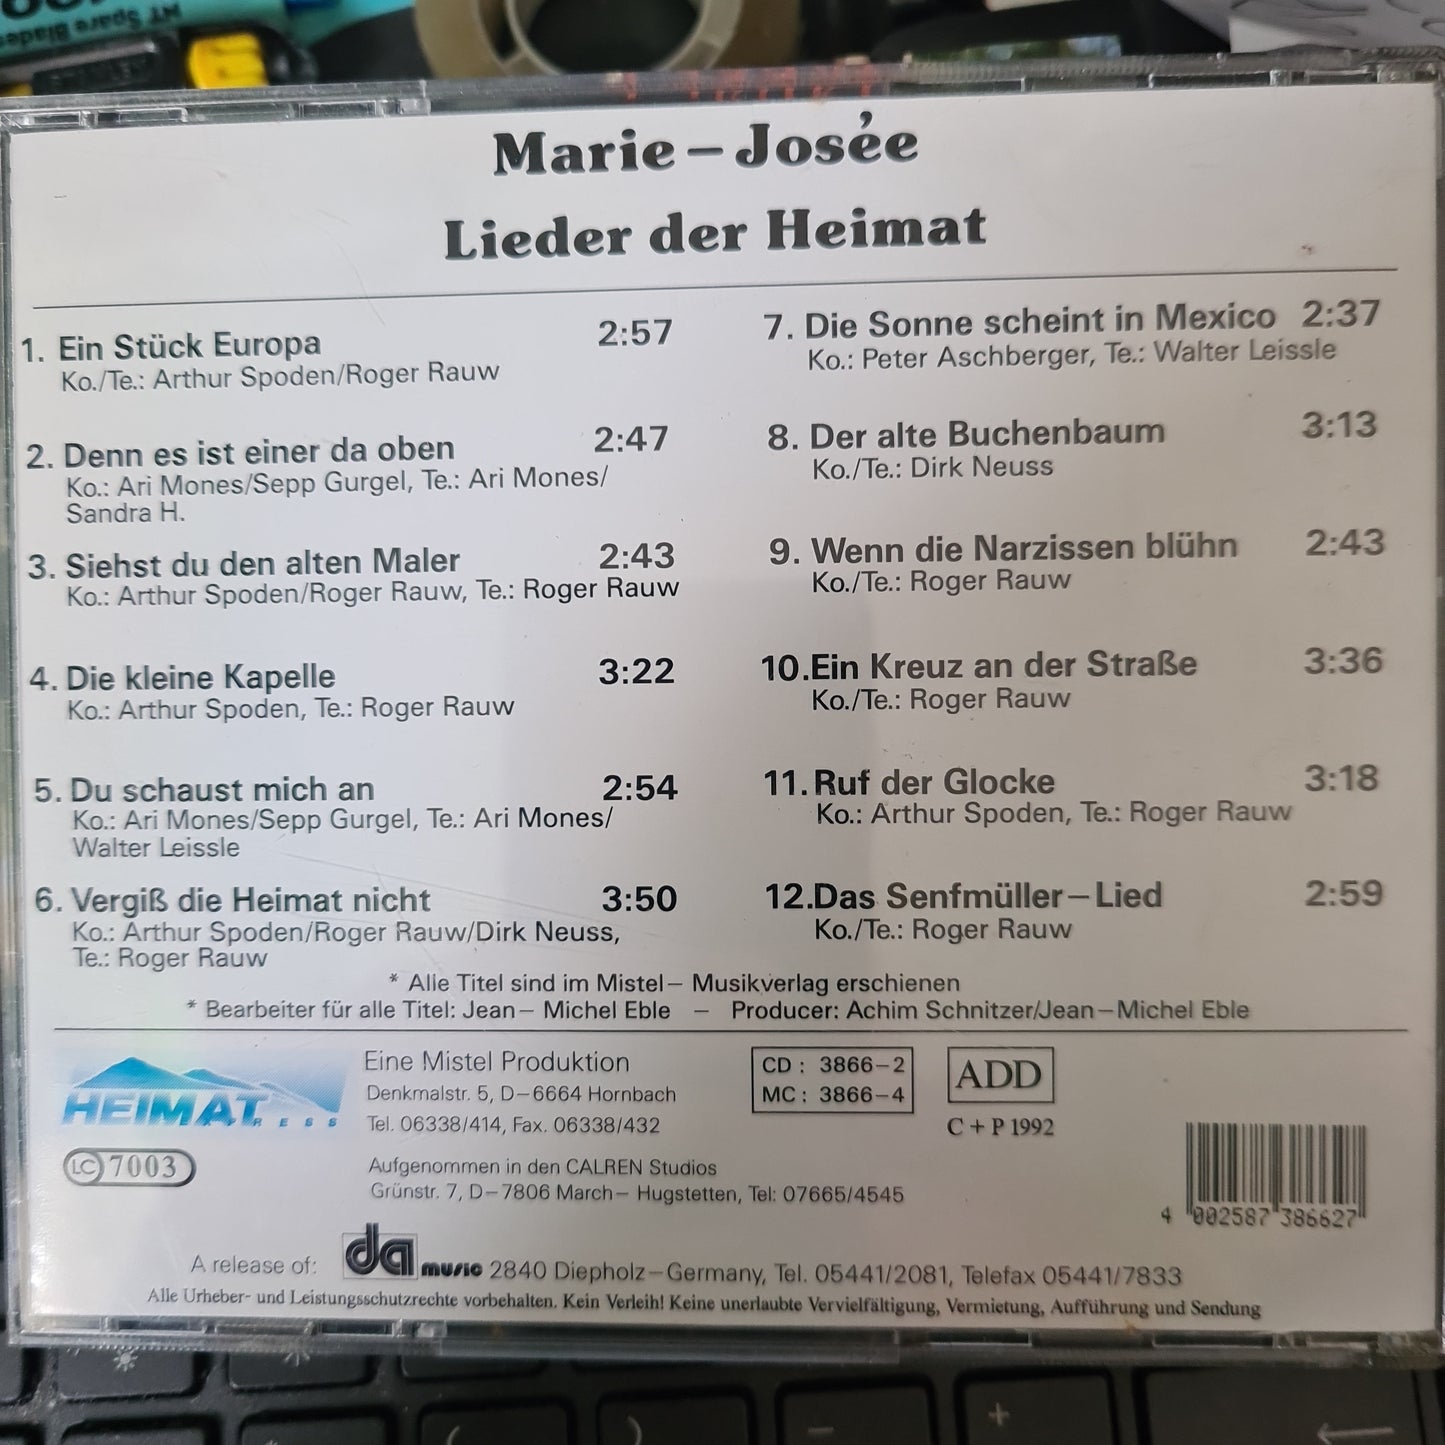 MT Spare Blades
Marie–Josée
Lieder der Heimat
1. Ein Stück Europa 2:57
Ko./Te.: Arthur Spoden/Roger Rauw
2. Denn es ist einer da oben 2:47
Ko.: Ari Mones/Sepp Gurgel, Te.: Ari Mones/
Sandra H.
3. Siehst du den alten Maler 2:43
Ko.: Arthur Spoden/Roger Rauw, Te.: Roger Rauw
4. Die kleine Kapelle 3:22
Ko.: Arthur Spoden, Te.: Roger Rauw
5. Du schaust mich an 2:54
Ko.: Ari Mones/Sepp Gurgel, Te.: Ari Mones/
Walter Leissle
6. Vergiß die Heimat nicht 3:50
Ko.: Arthur Spoden/Roger Rauw/Dirk Neuss,
Te.: Roger Rauw
7. Die Sonne scheint in Mexico 2:37
Ko.: Peter Aschberger, Te.: Walter Leissle
8. Der alte Buchenbaum 3:13
Ko./Te.: Dirk Neuss
9. Wenn die Narzissen blühn 2:43
Ko./Te.: Roger Rauw
10.Ein Kreuz an der Straße 3:36
Ko./Te.: Roger Rauw
11. Ruf der Glocke 3:18
Ko.: Arthur Spoden, Te.: Roger Rauw
12.Das Senfmüller–Lied 2:59
Ko./Te.: Roger Rauw
* Alle Titel sind im Mistel– Musikverlag erschienen
* Bearbeiter für alle Titel: Jean– Michel Eble – Producer: Achim Schnitzer/Jean–Michel Eble
HEIMAT
PRESS
LC 7003
Eine Mistel Produktion
Denkmalstr. 5, D–6664 Hornbach
Tel. 06338/414, Fax. 06338/432
Aufgenommen in den CALREN Studios
Grünstr. 7, D–7806 March– Hugstetten, Tel: 07665/4545
CD : 3866–2
MC : 3866–4
ADD
C + P 1992
4 002587 386627
A release of: da music 2840 Diepholz–Germany, Tel. 05441/2081, Telefax 05441/7833
Alle Urheber- und Leistungsschutzrechte vorbehalten. Kein Verleih! Keine unerlaubte Vervielfältigung, Vermietung, Aufführung und Sendung